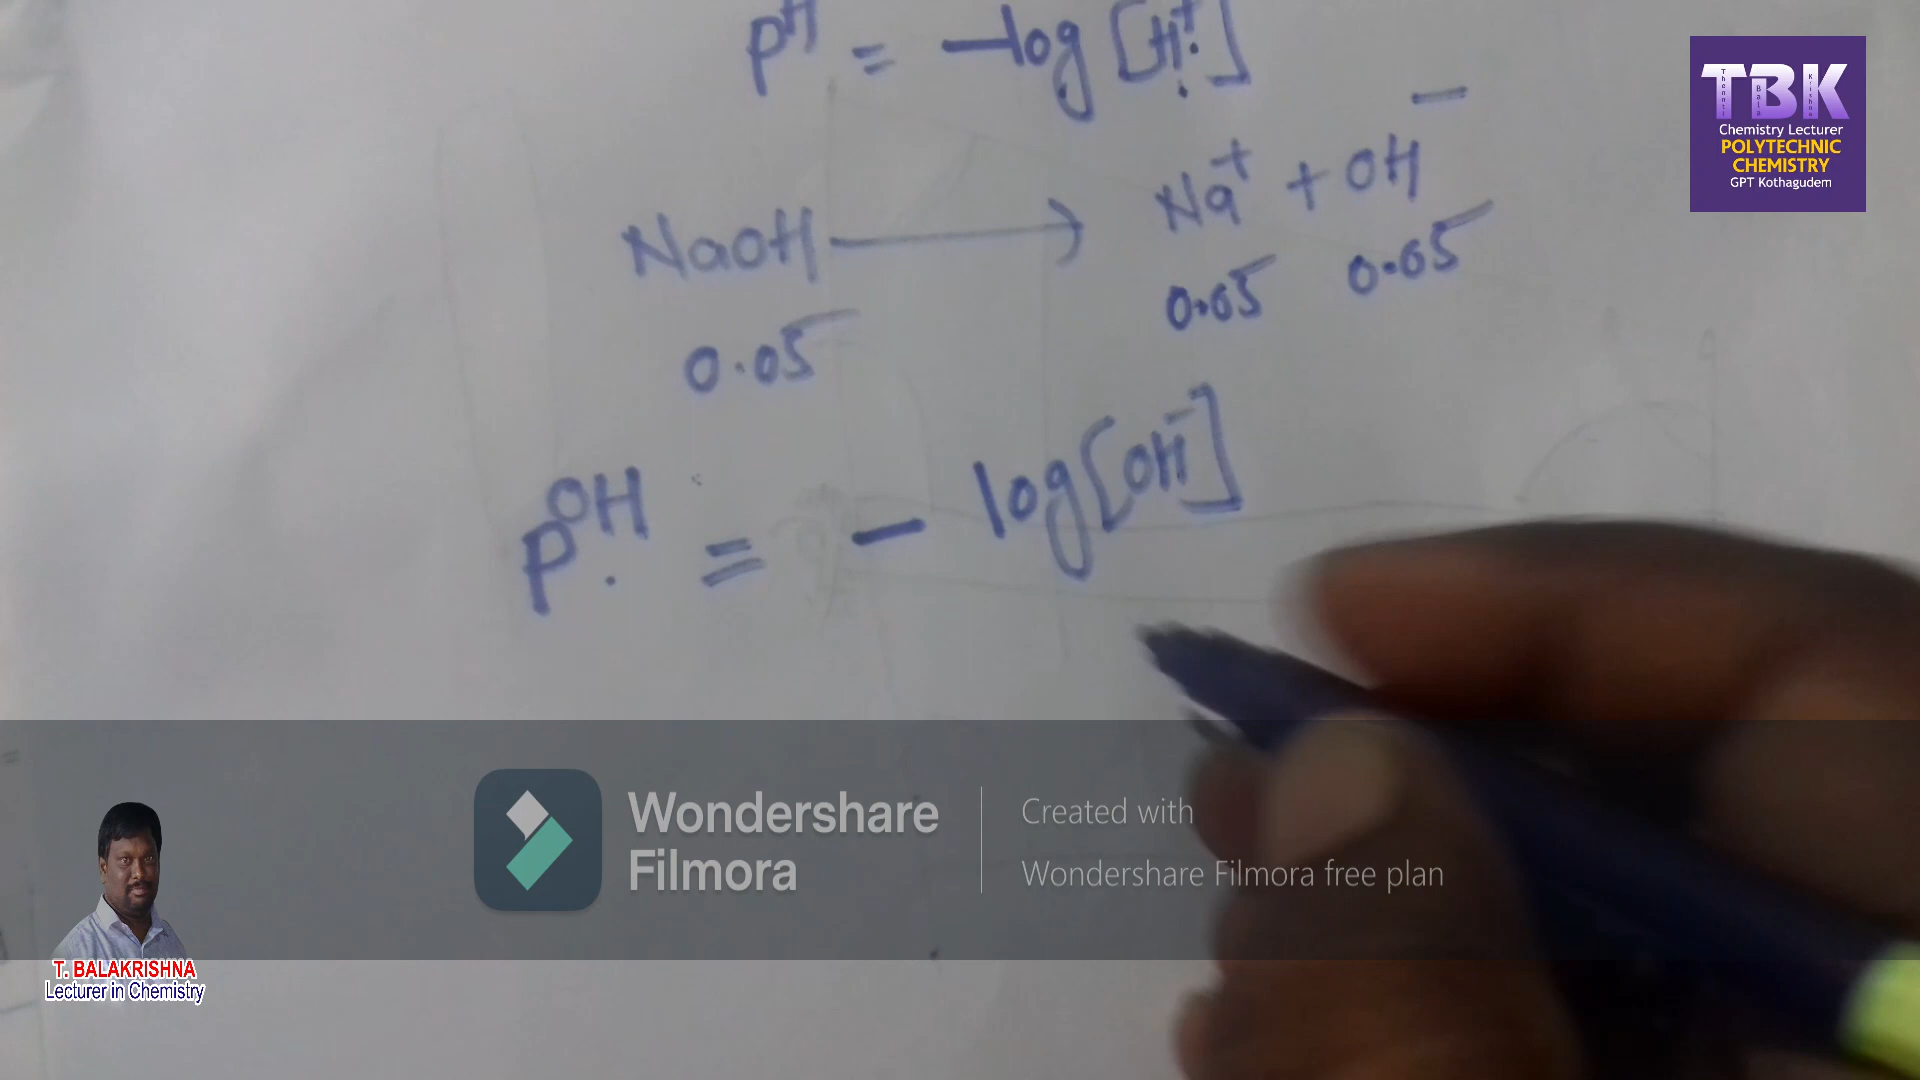 pH = -log [H+]
NaOH → Na+ + OH-
0.05 0.05 0.05
pOH = - log [OH-]
TBK
Chemistry Lecturer
POLYTECHNIC
CHEMISTRY
GPT Kothagudem
Wondershare
Filmora
Created with
Wondershare Filmora free plan
T. BALAKRISHNA
Lecturer in Chemistry